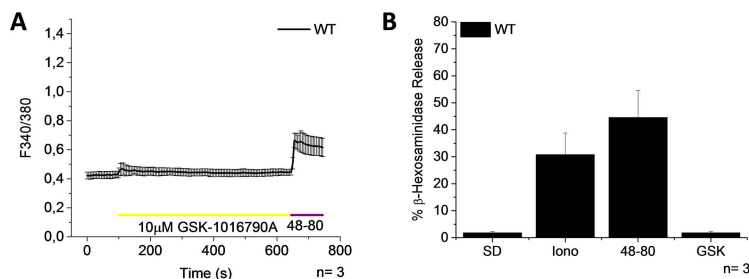 A
WT
F340/380
1,4
1,2
1,0
0,8
0,6
0,4
0,2
0,0
10µM GSK-1016790A 48-80
0 200 400 600 800
Time (s)
n= 3
B
WT
% β-Hexosaminidase Release
80
70
60
50
40
30
20
10
0
SD Iono 48-80 GSK
n= 3